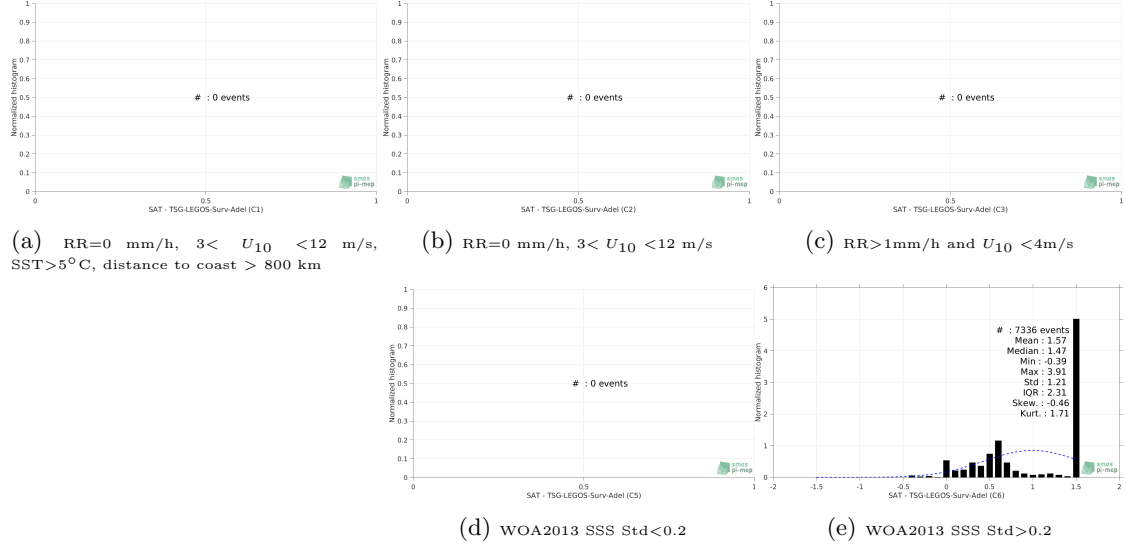 1
0.9
0.8
0.7
0.6
0.5
0.4
0.3
0.2
0.1
0
Normalized histogram
# : 0 events
smos
pi-mep
0 0.5 1
SAT - TSG-LEGOS-Surv-Adel (C1)
(a) RR=0 mm/h, 3< U10 <12 m/s,
SST>5°C, distance to coast > 800 km
1
0.9
0.8
0.7
0.6
0.5
0.4
0.3
0.2
0.1
0
Normalized histogram
# : 0 events
smos
pi-mep
0 0.5 1
SAT - TSG-LEGOS-Surv-Adel (C2)
(b) RR=0 mm/h, 3< U10 <12 m/s
1
0.9
0.8
0.7
0.6
0.5
0.4
0.3
0.2
0.1
0
Normalized histogram
# : 0 events
smos
pi-mep
0 0.5 1
SAT - TSG-LEGOS-Surv-Adel (C3)
(c) RR>1mm/h and U10 <4m/s
1
0.9
0.8
0.7
0.6
0.5
0.4
0.3
0.2
0.1
0
Normalized histogram
# : 0 events
smos
pi-mep
0 0.5 1
SAT - TSG-LEGOS-Surv-Adel (C5)
(d) WOA2013 SSS Std<0.2
6
5
4
3
2
1
0
Normalized histogram
# : 7336 events
Mean : 1.57
Median : 1.47
Min : -0.39
Max : 3.91
Std : 1.21
IQR : 2.31
Skew. : -0.46
Kurt. : 1.71
smos
pi-mep
-2 -1.5 -1 -0.5 0 0.5 1 1.5 2
SAT - TSG-LEGOS-Surv-Adel (C6)
(e) WOA2013 SSS Std>0.2